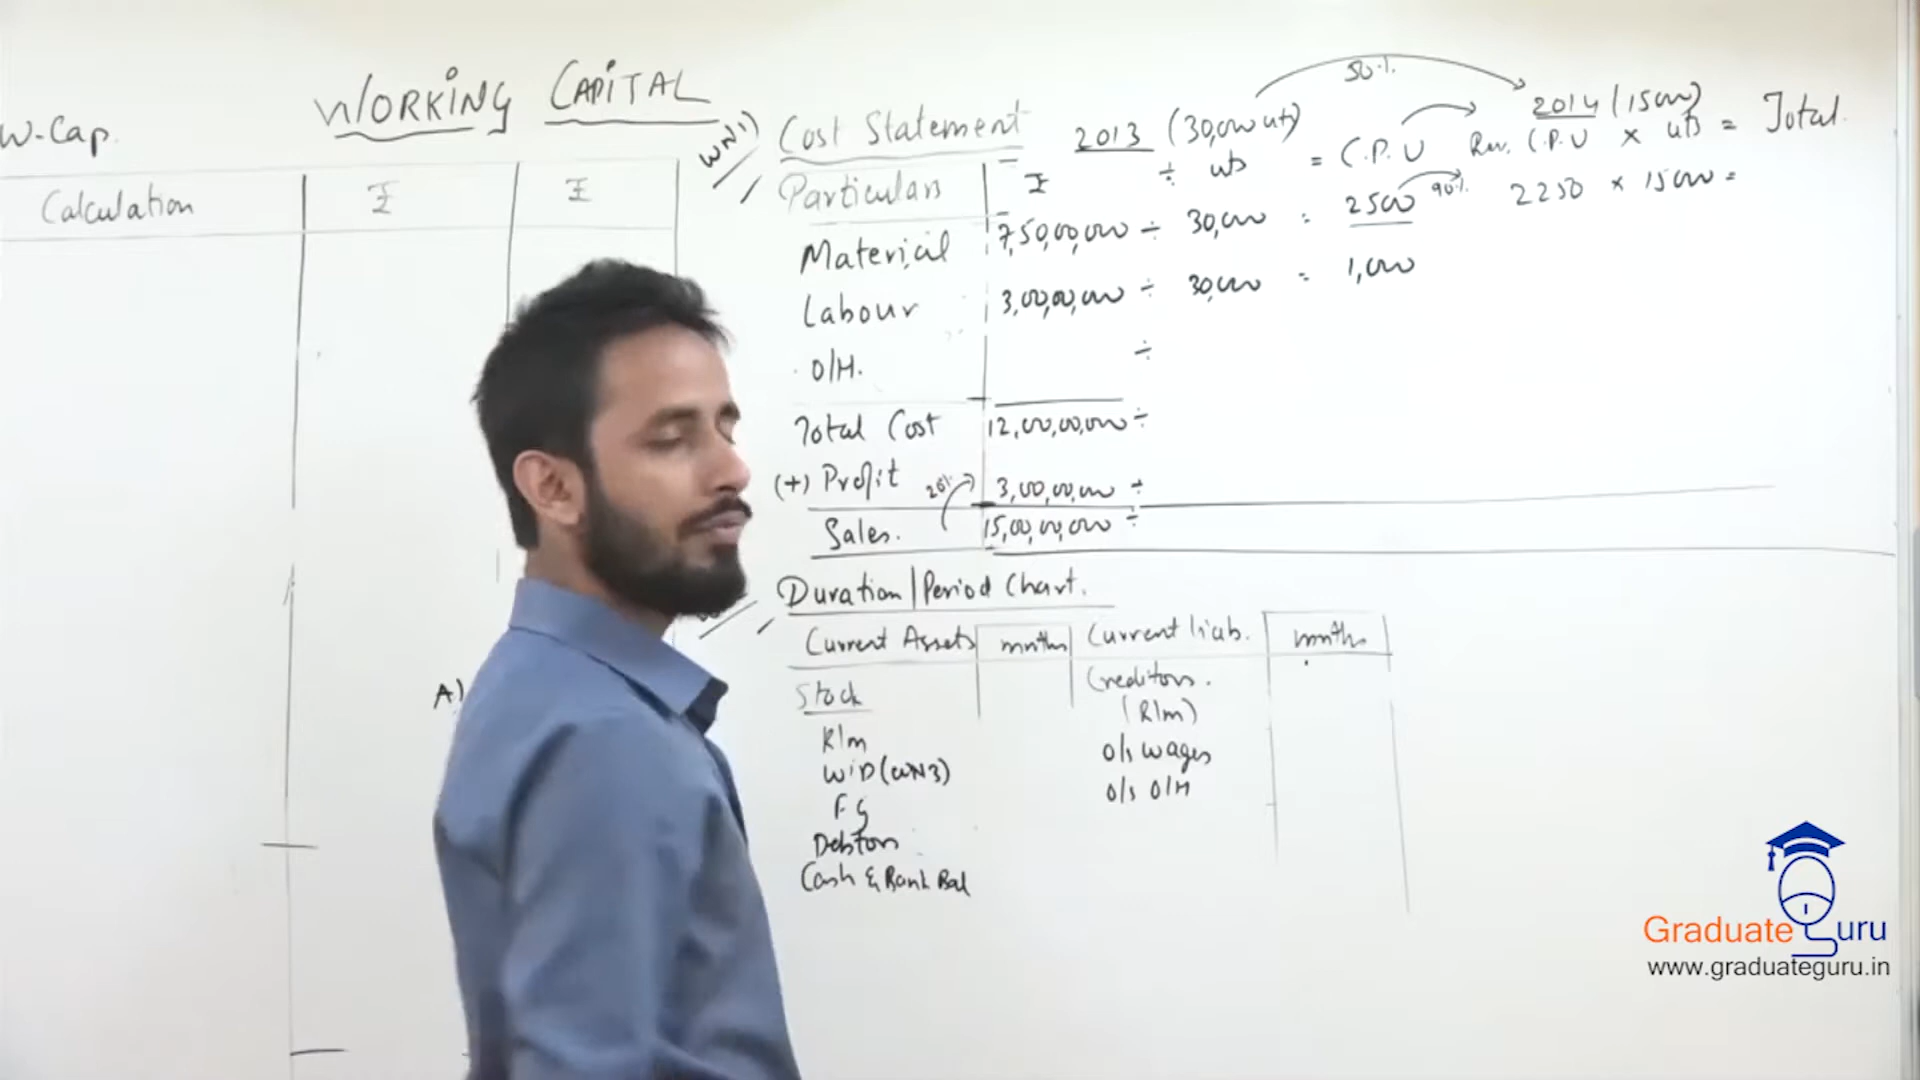 WORKING CAPITAL
W-Cap.
Calculation ₹ ₹
A)
WN1)
Cost Statement
50%
2013 (30,000 uts) 2014 (15000)
Particulars ₹ ÷ uts = C.P.U Rev. C.P.U × uts = Total
Material 7,50,00,000 ÷ 30,000 = 2500 90% 2250 × 15000 =
Labour 3,00,00,000 ÷ 30,000 = 1,000
O/H. ÷
Total Cost 12,00,00,000 ÷
(+) Profit 20% 3,00,00,000 ÷
Sales. 15,00,00,000 ÷
Duration/Period Chart.
Current Assets months Current liab. months
Stock Creditors.
R/m (R/m)
WIP (WN3) o/s wages
FG o/s O/H
Debtors
Cash & Bank Bal
Graduate Guru
www.graduateguru.in